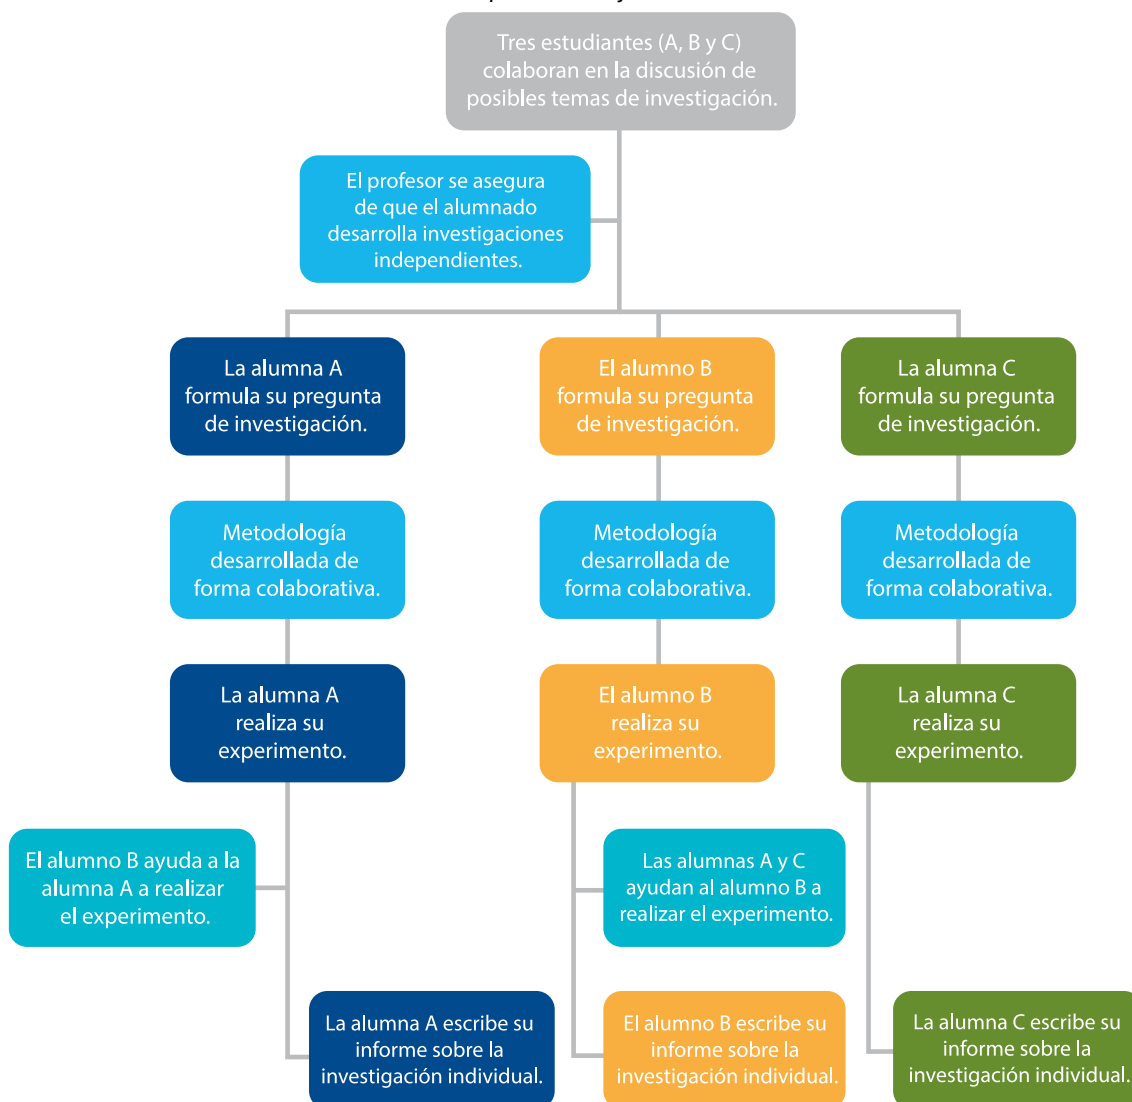 Tres estudiantes (A, B y C)
colaboran en la discusión de
posibles temas de investigación.
El profesor se asegura
de que el alumnado
desarrolla investigaciones
independientes.
La alumna A
formula su pregunta
de investigación.
El alumno B
formula su pregunta
de investigación.
La alumna C
formula su pregunta
de investigación.
Metodología
desarrollada de
forma colaborativa.
Metodología
desarrollada de
forma colaborativa.
Metodología
desarrollada de
forma colaborativa.
La alumna A
realiza su
experimento.
El alumno B
realiza su
experimento.
La alumna C
realiza su
experimento.
El alumno B ayuda a la
alumna A a realizar
el experimento.
Las alumnas A y C
ayudan al alumno B a
realizar el experimento.
La alumna A escribe su
informe sobre la
investigación individual.
El alumno B escribe su
informe sobre la
investigación individual.
La alumna C escribe su
informe sobre la
investigación individual.